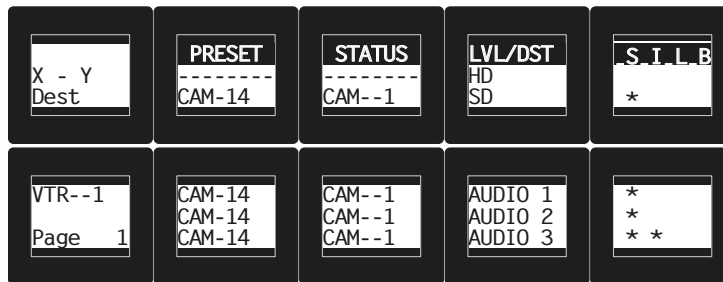 PRESET STATUS LVL/DST S I L B
X - Y -------- -------- HD
Dest CAM-14 CAM--1 SD *
VTR--1 CAM-14 CAM--1 AUDIO 1 *
CAM-14 CAM--1 AUDIO 2 *
Page 1 CAM-14 CAM--1 AUDIO 3 * *